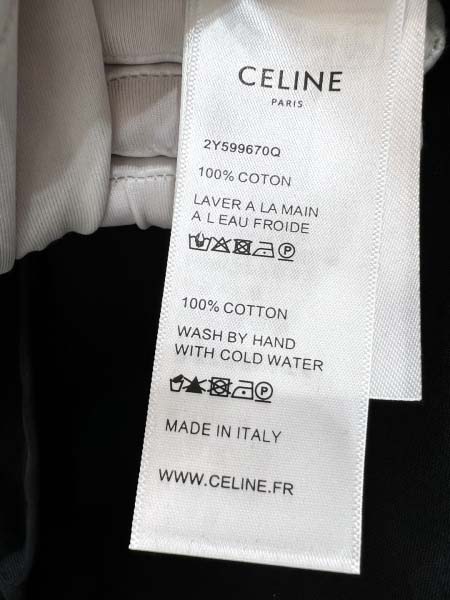 CELINE
PARIS
2Y599670Q
100% COTON
LAVER A LA MAIN
A L EAU FROIDE
P
100% COTTON
WASH BY HAND
WITH COLD WATER
P
MADE IN ITALY
WWW.CELINE.FR